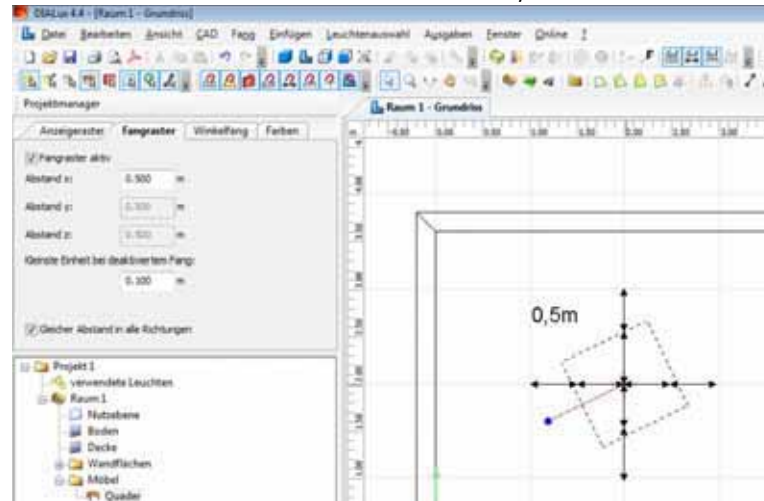 DIALux 4.4 - [Raum 1 - Grundriss]
Datei Bearbeiten Ansicht CAD Fang Einfügen Leuchtenauswahl Ausgaben Fenster Online ?
Projektmanager
Raum 1 - Grundriss
Anzeigeraster Fangraster Winkelfang Farben
Fangraster aktiv
Abstand x: 0.500 m
Abstand y: 0.500 m
Abstand z: 0.500 m
Kleinste Einheit bei deaktiviertem Fang:
0.100 m
Gleicher Abstand in alle Richtungen
0,5m
Projekt 1
verwendete Leuchten
Raum 1
Nutzebene
Boden
Decke
Wandflächen
Möbel
Quader